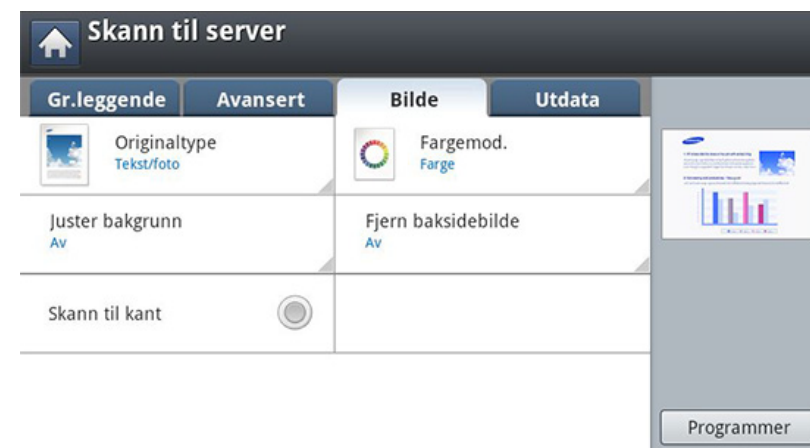 Skann til server
Gr.leggende
Avansert
Bilde
Utdata
Originaltype
Tekst/foto
Fargemod.
Farge
Juster bakgrunn
Av
Fjern baksidebilde
Av
Skann til kant
Programmer